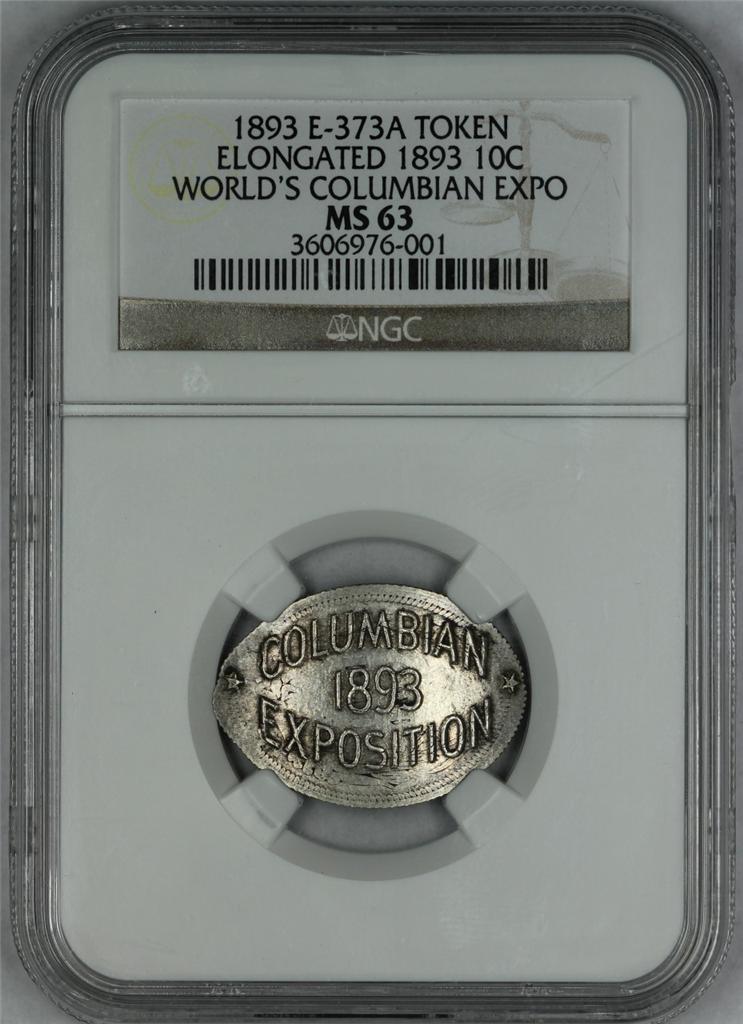 1893 E-373A TOKEN
ELONGATED 1893 10C
WORLD'S COLUMBIAN EXPO
MS 63
3606976-001
NGC
COLUMBIAN
1893
EXPOSITION